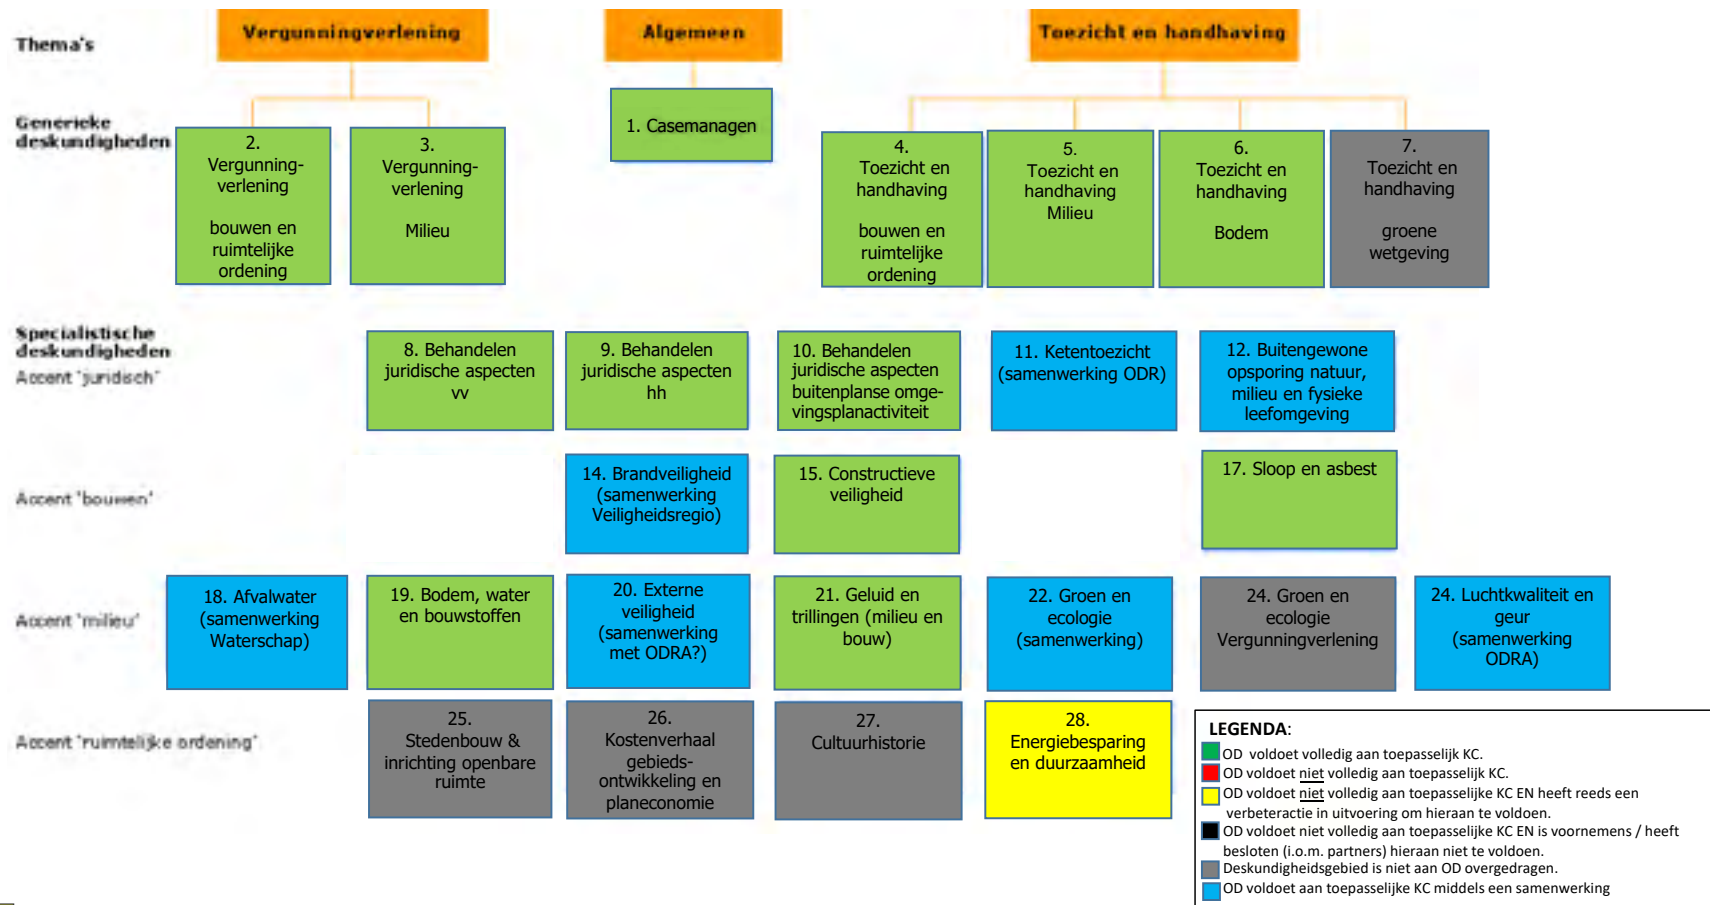 Thema's
Vergunningverlening
Algemeen
Toezicht en handhaving
Generieke
deskundigheden
1. Casemanagen
2.
Vergunning-
verlening
bouwen en
ruimtelijke
ordening
3.
Vergunning-
verlening
Milieu
4.
Toezicht en
handhaving
bouwen en
ruimtelijke
ordening
5.
Toezicht en
handhaving
Milieu
6.
Toezicht en
handhaving
Bodem
7.
Toezicht en
handhaving
groene
wetgeving
Specialistische
deskundigheden
Accent 'juridisch'
8. Behandelen
juridische aspecten
vv
9. Behandelen
juridische aspecten
hh
10. Behandelen
juridische aspecten
buitenplanse omge-
vingsplanactiviteit
11. Ketentoezicht
(samenwerking ODR)
12. Buitengewone
opsporing natuur,
milieu en fysieke
leefomgeving
Accent 'bouwen'
14. Brandveiligheid
(samenwerking
Veiligheidsregio)
15. Constructieve
veiligheid
17. Sloop en asbest
Accent 'milieu'
18. Afvalwater
(samenwerking
Waterschap)
19. Bodem, water
en bouwstoffen
20. Externe
veiligheid
(samenwerking
met ODRA?)
21. Geluid en
trillingen (milieu en
bouw)
22. Groen en
ecologie
(samenwerking)
24. Groen en
ecologie
Vergunningverlening
24. Luchtkwaliteit en
geur
(samenwerking
ODRA)
Accent 'ruimtelijke ordening'
25.
Stedenbouw &
inrichting openbare
ruimte
26.
Kostenverhaal
gebieds-
ontwikkeling en
planeconomie
27.
Cultuurhistorie
28.
Energiebesparing
en duurzaamheid
LEGENDA:
OD voldoet volledig aan toepasselijk KC.
OD voldoet niet volledig aan toepasselijk KC.
OD voldoet niet volledig aan toepasselijke KC EN heeft reeds een
verbeteractie in uitvoering om hieraan te voldoen.
OD voldoet niet volledig aan toepasselijke KC EN is voornemens / heeft
besloten (i.o.m. partners) hieraan niet te voldoen.
Deskundigheidsgebied is niet aan OD overgedragen.
OD voldoet aan toepasselijke KC middels een samenwerking